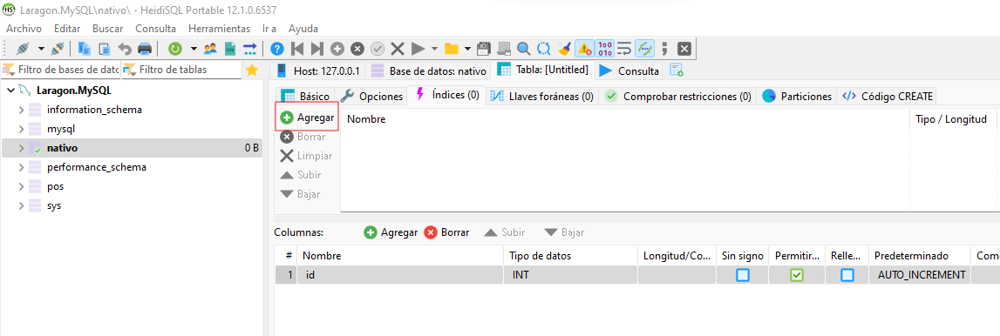 HS
Laragon.MySQL\nativo\ - HeidiSQL Portable 12.1.0.6537
Archivo Editar Buscar Consulta Herramientas Ir a Ayuda
Filtro de bases de dato Filtro de tablas
Host: 127.0.0.1 Base de datos: nativo Tabla: [Untitled] Consulta
Laragon.MySQL
information_schema
mysql
nativo 0 B
performance_schema
pos
sys
Básico Opciones Índices (0) Llaves foráneas (0) Comprobar restricciones (0) Particiones Código CREATE
Agregar
Borrar
Limpiar
Subir
Bajar
Nombre Tipo / Longitud
Columnas: Agregar Borrar Subir Bajar
# Nombre Tipo de datos Longitud/Co... Sin signo Permitir... Relle... Predeterminado Com
1 id INT AUTO_INCREMENT